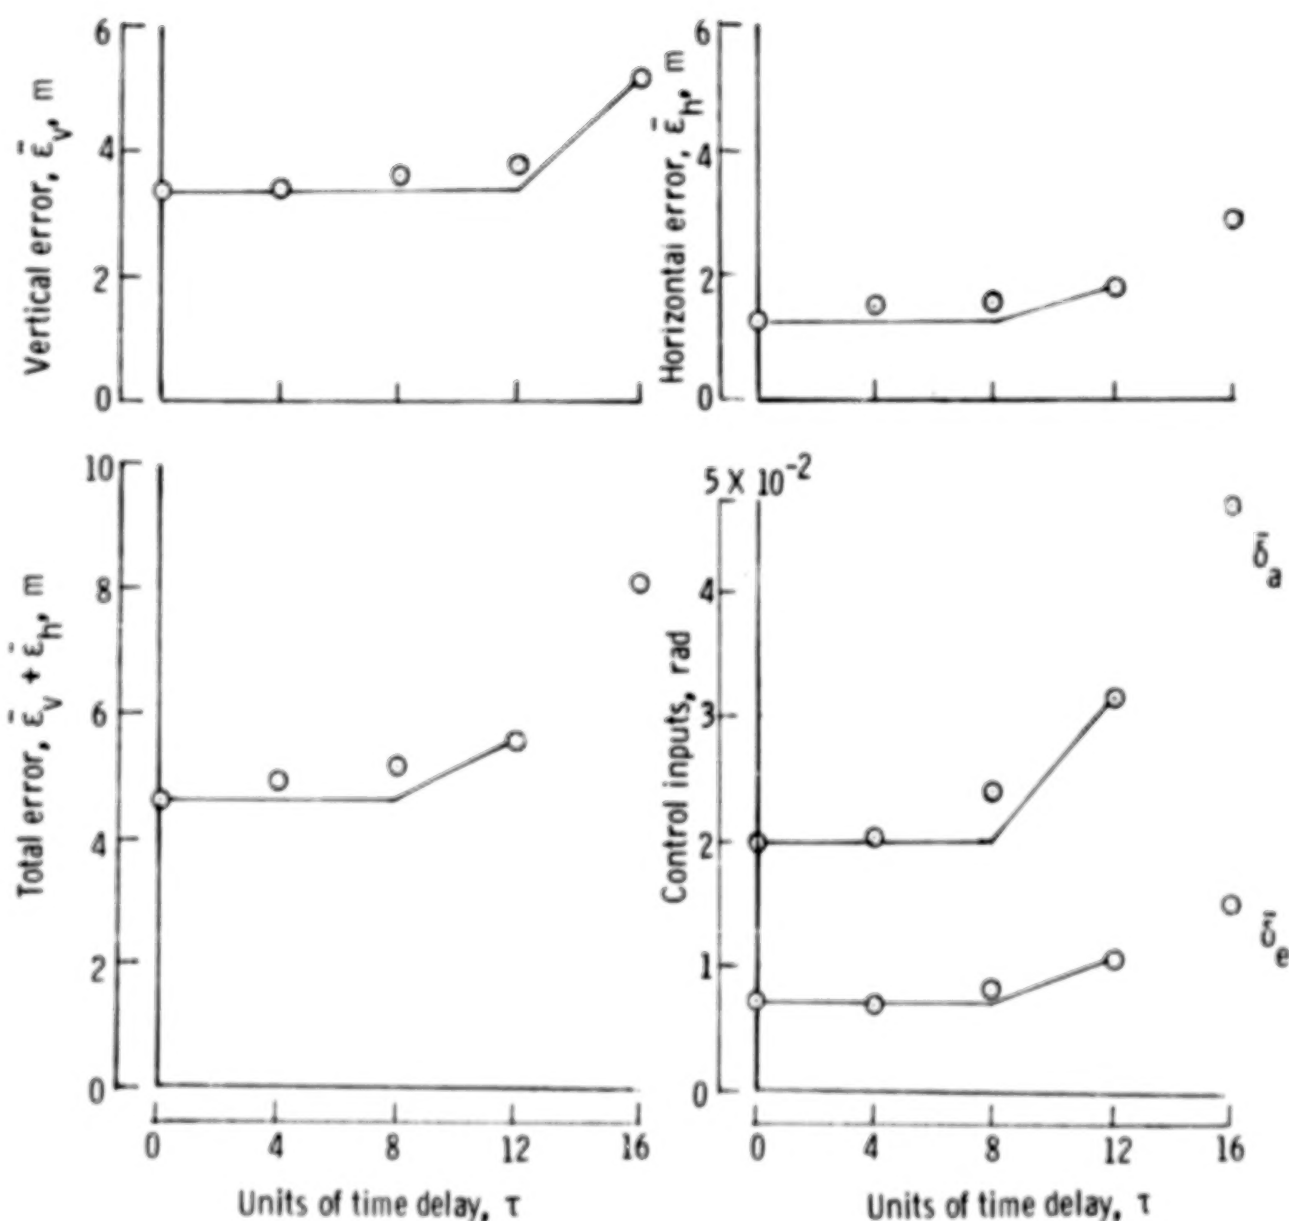 Vertical error, ε̄v, m
6
4
2
0
Horizontal error, ε̄h, m
6
4
2
0
Total error, ε̄v + ε̄h, m
10
8
6
4
2
0
0 4 8 12 16
Units of time delay, τ
Control inputs, rad
5 X 10-2
4
3
2
1
0
δ̄a
δ̄e
0 4 8 12 16
Units of time delay, τ